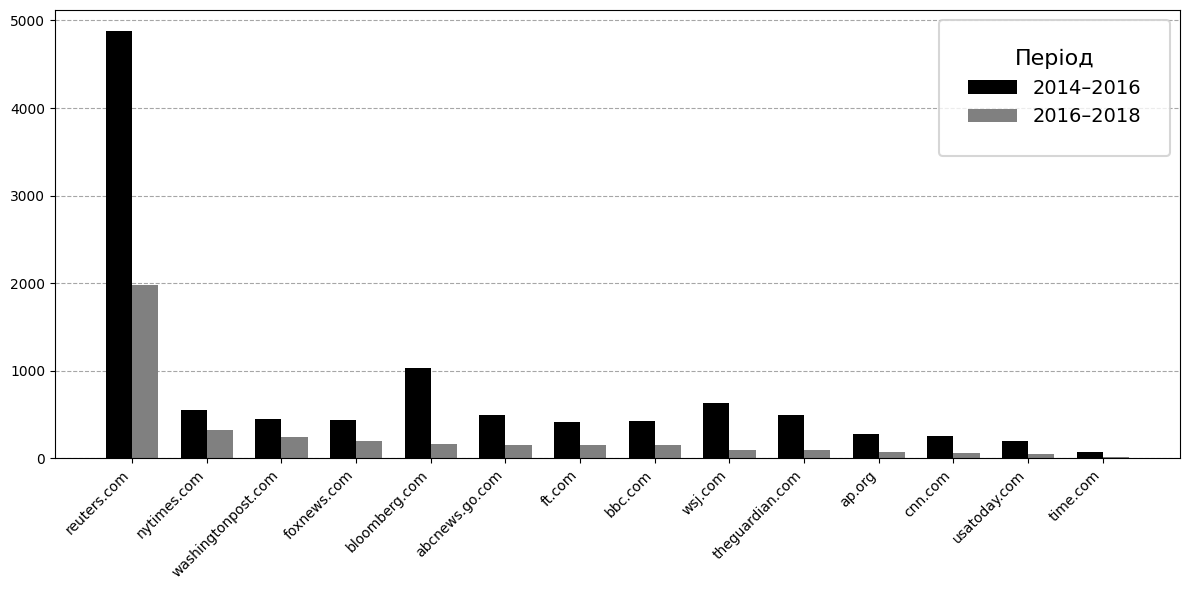 5000
4000
3000
2000
1000
0
Період
2014–2016
2016–2018
reuters.com
nytimes.com
washingtonpost.com
foxnews.com
bloomberg.com
abcnews.go.com
ft.com
bbc.com
wsj.com
theguardian.com
ap.org
cnn.com
usatoday.com
time.com